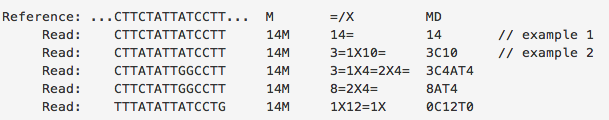 Reference: ...CTTCTATTATCCTT... M =/X MD
Read: CTTCTATTATCCTT 14M 14= 14 // example 1
Read: CTTATATTATCCTT 14M 3=1X10= 3C10 // example 2
Read: CTTATATTGGCCTT 14M 3=1X4=2X4= 3C4AT4
Read: CTTCTATTGGCCTT 14M 8=2X4= 8AT4
Read: TTTATATTATCCTG 14M 1X12=1X 0C12T0